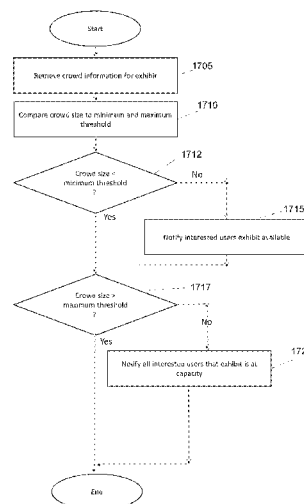 Start
Retrieve crowd information for exhibit
1705
Compare crowd size to minimum and maximum
threshold
1710
1712
Crowd size <
minimum threshold
?
No
1715
Yes
Notify interested users exhibit available
1717
Crowd size >
maximum threshold
?
No
Yes
172
Notify all interested users that exhibit is at
capacity
End